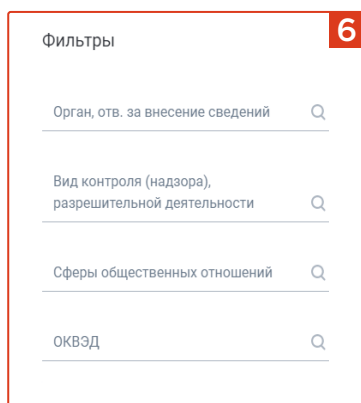 6
Фильтры
Орган, отв. за внесение сведений
Вид контроля (надзора),
разрешительной деятельности
Сферы общественных отношений
ОКВЭД